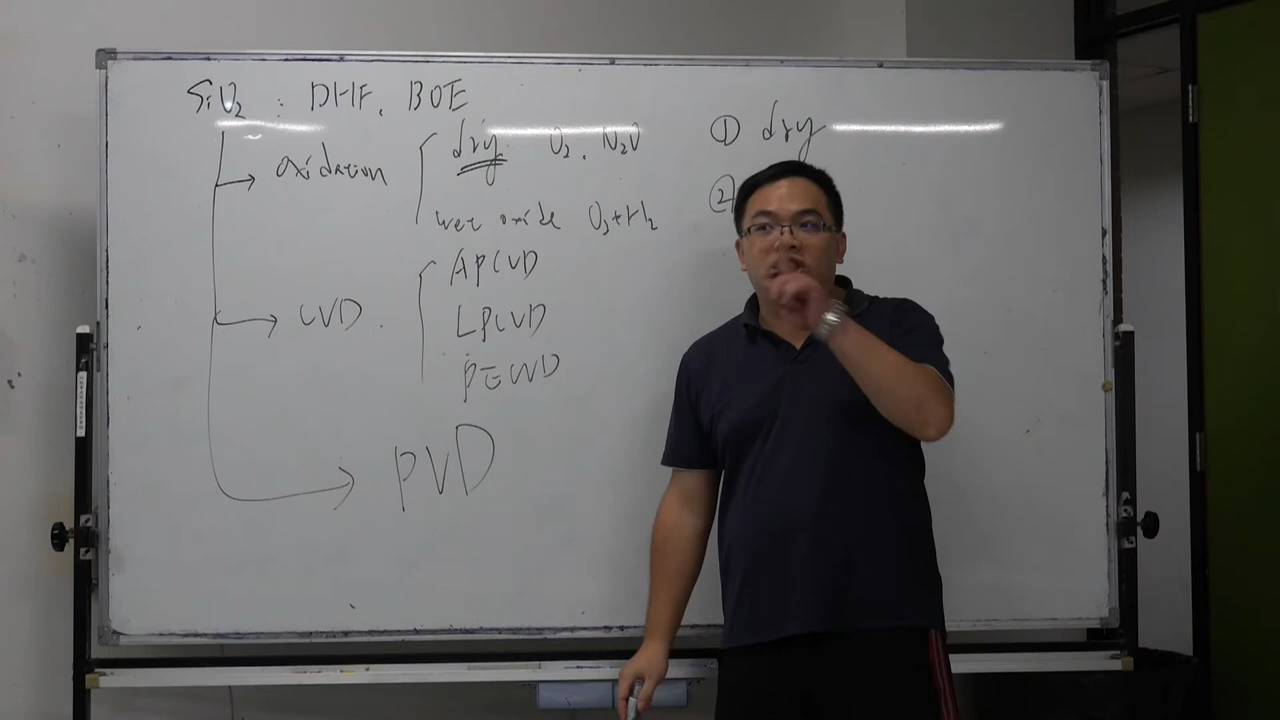 SiO2 : DHF, BOE
→ oxidation
dry O2, N2O
wet oxide O2+H2
→ CVD
APCVD
LPCVD
PECVD
→ PVD
① dry
②